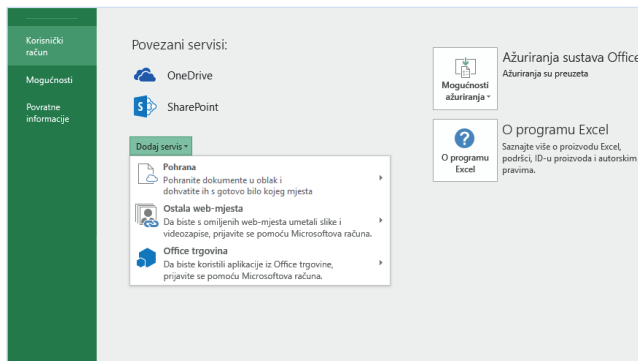 Korisnički
račun
Mogućnosti
Povratne
informacije
Povezani servisi:
OneDrive
SharePoint
Dodaj servis
Pohrana
Pohranite dokumente u oblak i
dohvatite ih s gotovo bilo kojeg mjesta
Ostala web-mjesta
Da biste s omiljenih web-mjesta umetali slike i
videozapise, prijavite se pomoću Microsoftova računa.
Office trgovina
Da biste koristili aplikacije iz Office trgovine,
prijavite se pomoću Microsoftova računa.
Mogućnosti
ažuriranja
Ažuriranja sustava Office
Ažuriranja su preuzeta
O programu
Excel
O programu Excel
Saznajte više o proizvodu Excel,
podršci, ID-u proizvoda i autorskim
pravima.